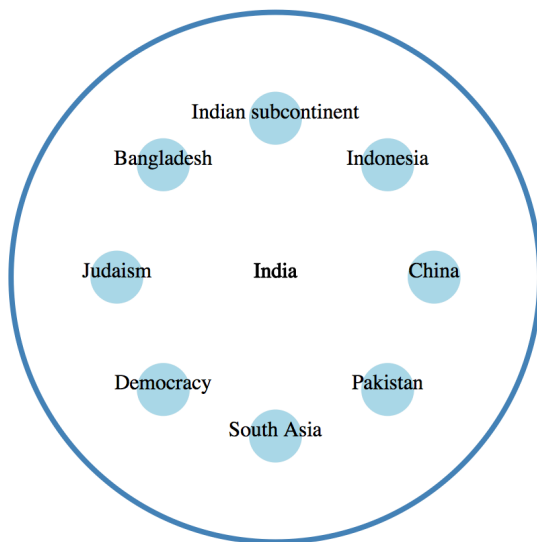 Indian subcontinent
Bangladesh
Indonesia
Judaism
India
China
Democracy
Pakistan
South Asia